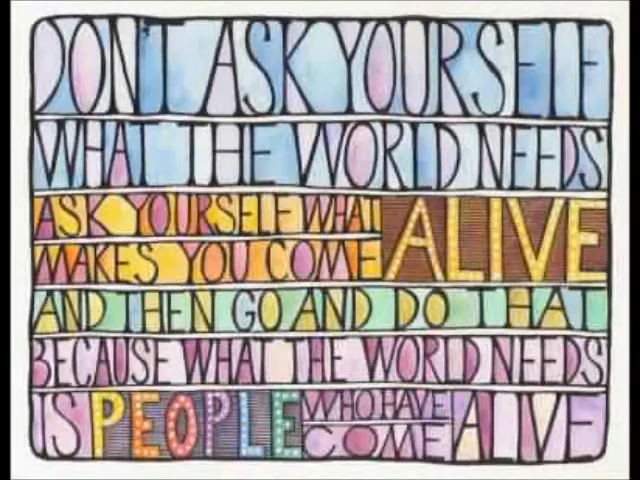 DON'T ASK YOURSELF
WHAT THE WORLD NEEDS
ASK YOURSELF WHAT
MAKES YOU COME
ALIVE
AND THEN GO AND DO THAT
BECAUSE WHAT THE WORLD NEEDS
IS PEOPLE
WHO HAVE
COME
ALIVE